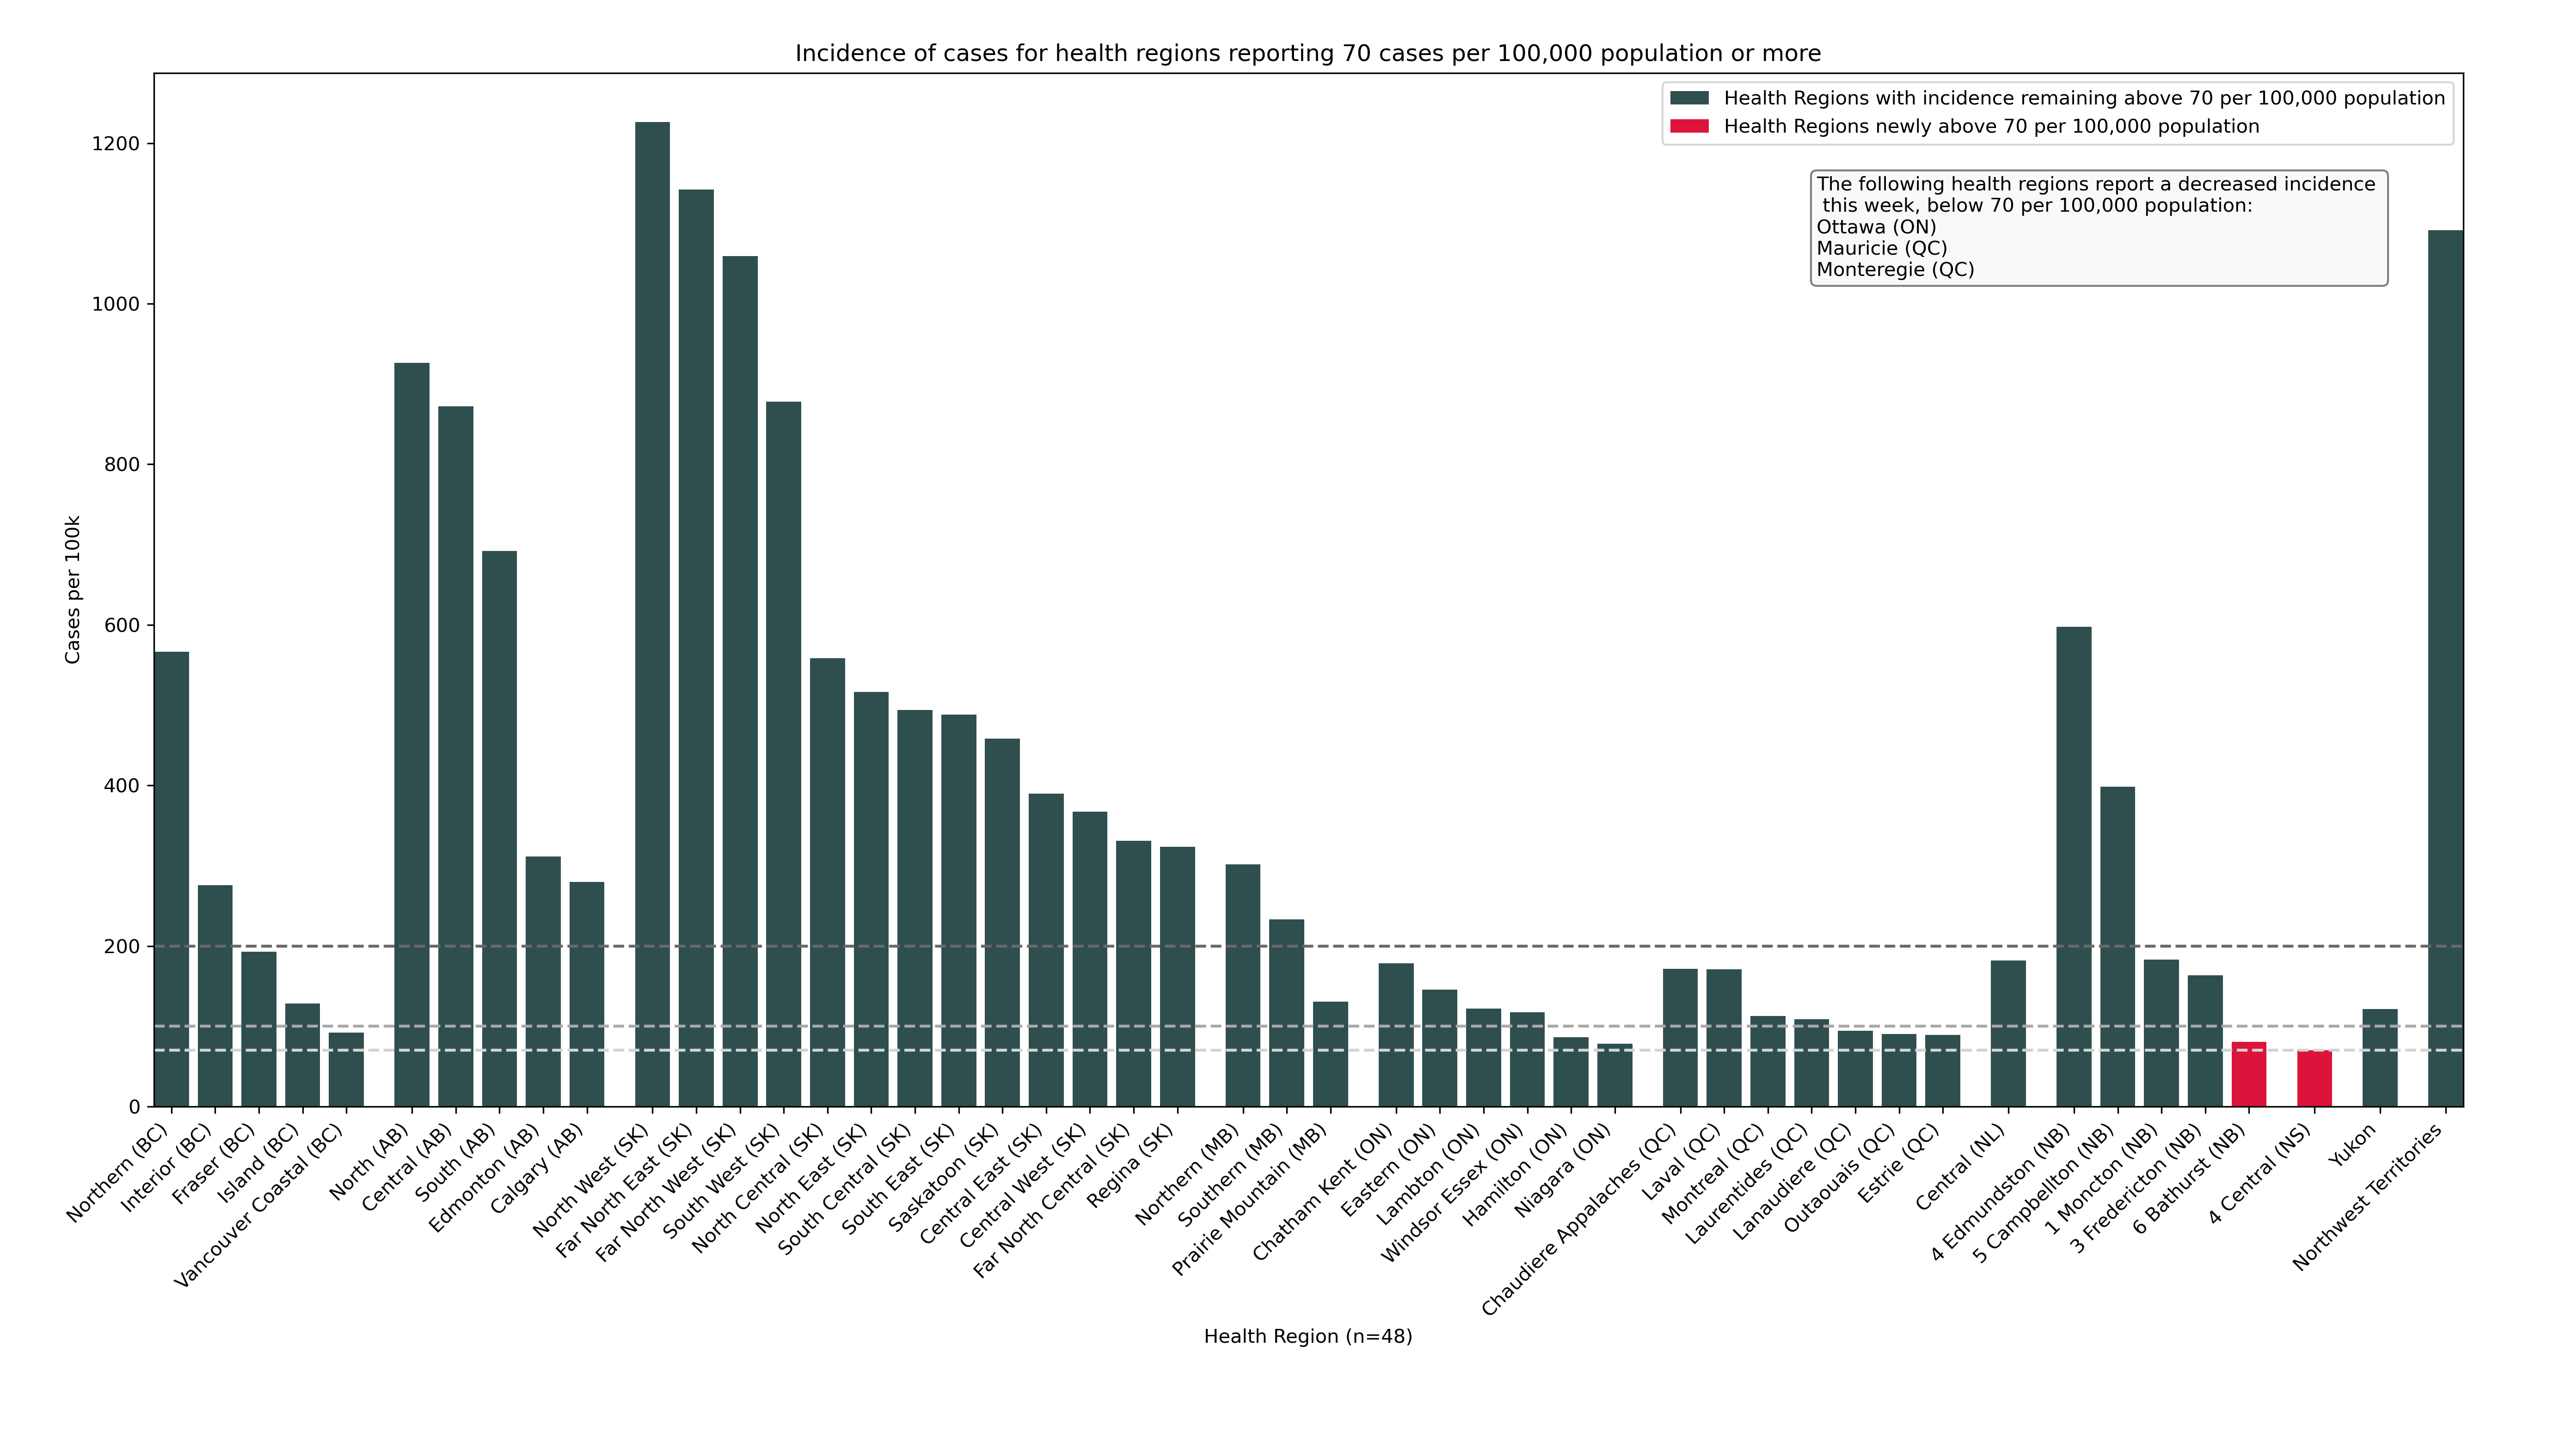 Incidence of cases for health regions reporting 70 cases per 100,000 population or more
Health Regions with incidence remaining above 70 per 100,000 population
Health Regions newly above 70 per 100,000 population
The following health regions report a decreased incidence
this week, below 70 per 100,000 population:
Ottawa (ON)
Mauricie (QC)
Monteregie (QC)
Cases per 100k
1200
1000
800
600
400
200
0
Northern (BC)
Interior (BC)
Fraser (BC)
Island (BC)
Vancouver Coastal (BC)
North (AB)
Central (AB)
South (AB)
Edmonton (AB)
Calgary (AB)
North West (SK)
Far North East (SK)
Far North West (SK)
South West (SK)
North Central (SK)
North East (SK)
South Central (SK)
South East (SK)
Saskatoon (SK)
Central East (SK)
Central West (SK)
Far North Central (SK)
Regina (SK)
Northern (MB)
Southern (MB)
Prairie Mountain (MB)
Chatham Kent (ON)
Eastern (ON)
Lambton (ON)
Windsor Essex (ON)
Hamilton (ON)
Niagara (ON)
Chaudiere Appalaches (QC)
Laval (QC)
Montreal (QC)
Laurentides (QC)
Lanaudiere (QC)
Outaouais (QC)
Estrie (QC)
Central (NL)
4 Edmundston (NB)
5 Campbellton (NB)
1 Moncton (NB)
3 Fredericton (NB)
6 Bathurst (NB)
4 Central (NS)
Yukon
Northwest Territories
Health Region (n=48)